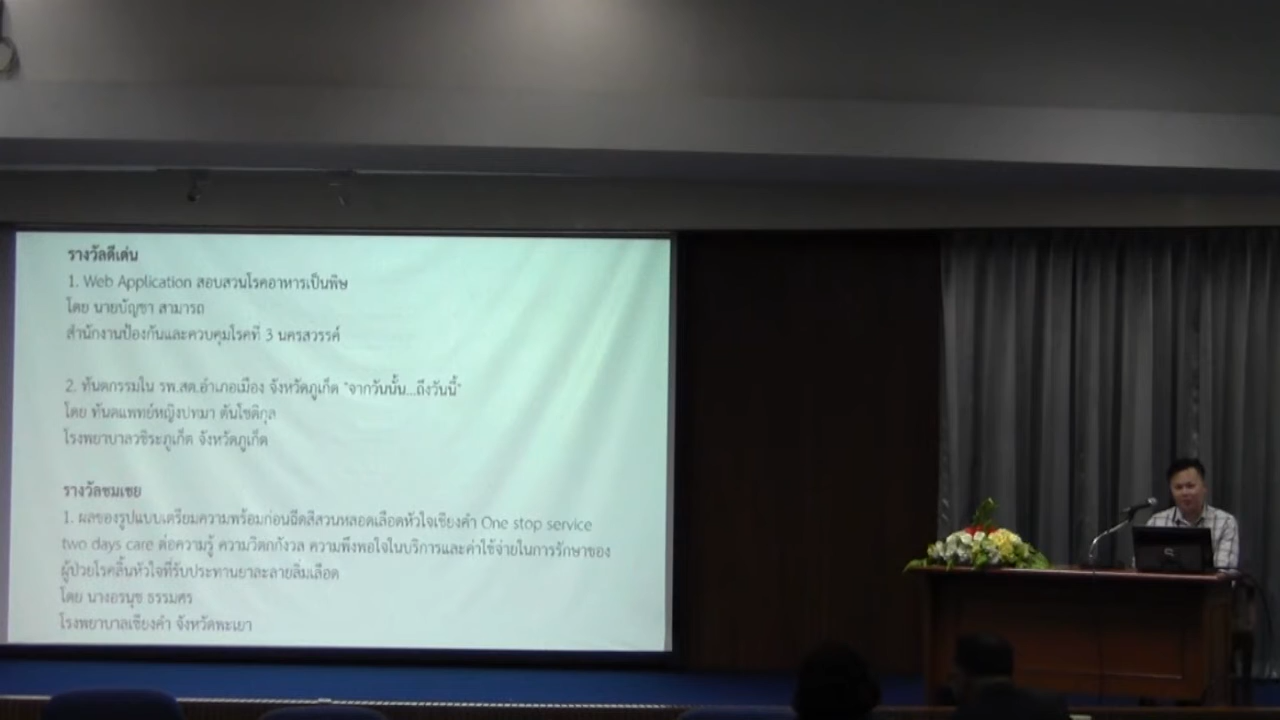 รางวัลดีเด่น
1. Web Application สอบสวนโรคอาหารเป็นพิษ
โดย นายบัญชา สามารถ
สำนักงานป้องกันและควบคุมโรคที่ 3 นครสวรรค์
2. ทันตกรรมใน รพ.สต.อำเภอเมือง จังหวัดภูเก็ต "จากวันนั้น...ถึงวันนี้"
โดย ทันตแพทย์หญิงปทมา ตันโชติกุล
โรงพยาบาลวชิระภูเก็ต จังหวัดภูเก็ต
รางวัลชมเชย
1. ผลของรูปแบบเตรียมความพร้อมก่อนฉีดสีสวนหลอดเลือดหัวใจเชียงคำ One stop service
two days care ต่อความรู้ ความวิตกกังวล ความพึงพอใจในบริการและค่าใช้จ่ายในการรักษาของ
ผู้ป่วยโรคลิ้นหัวใจที่รับประทานยาละลายลิ่มเลือด
โดย นางอรนุช ธรรมศร
โรงพยาบาลเชียงคำ จังหวัดพะเยา